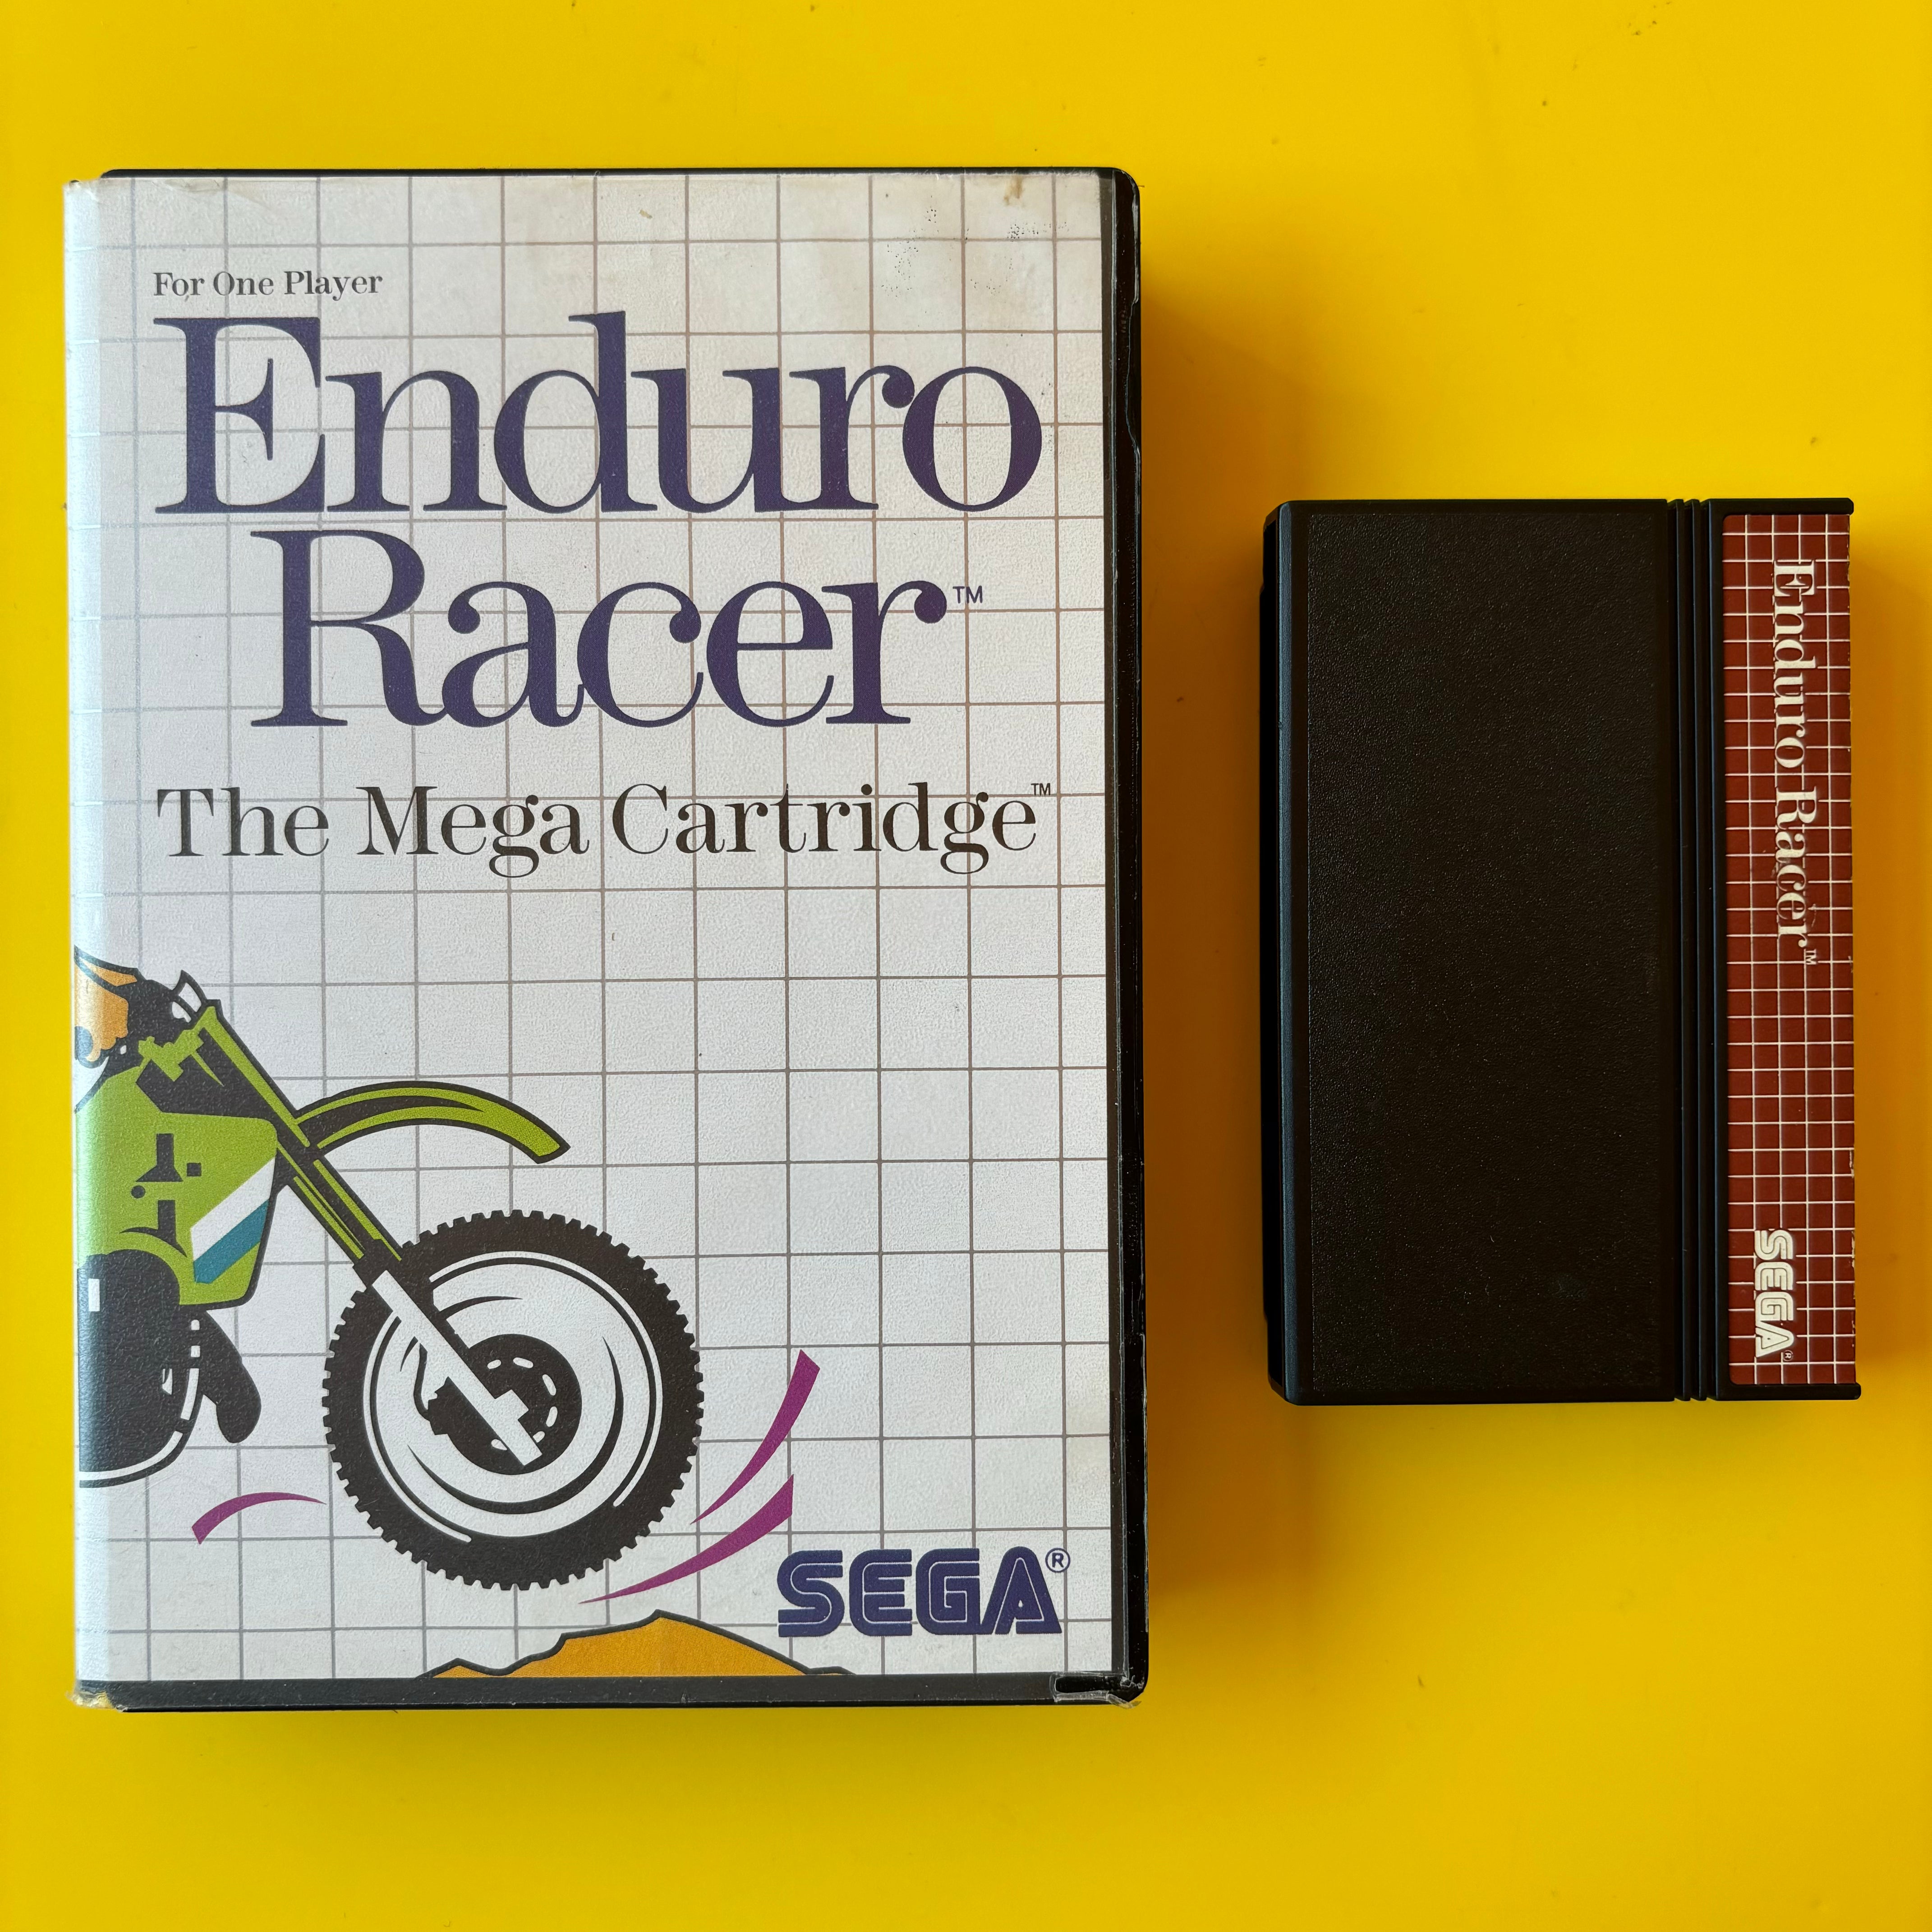 For One Player
Enduro
Racer™
The Mega Cartridge™
SEGA®
Enduro Racer™
SEGA®